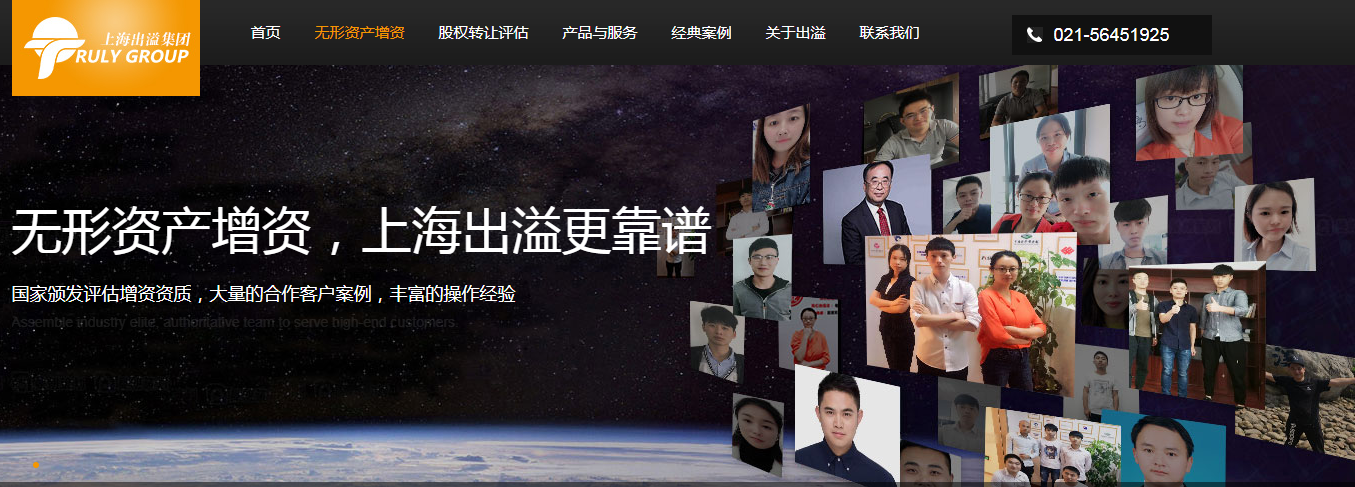 上海出溢集团
TRULY GROUP
首页 无形资产增资 股权转让评估 产品与服务 经典案例 关于出溢 联系我们 021-56451925
无形资产增资，上海出溢更靠谱
国家颁发评估增资资质，大量的合作客户案例，丰富的操作经验
Assemble industry elite, authoritative team to serve high-end customers